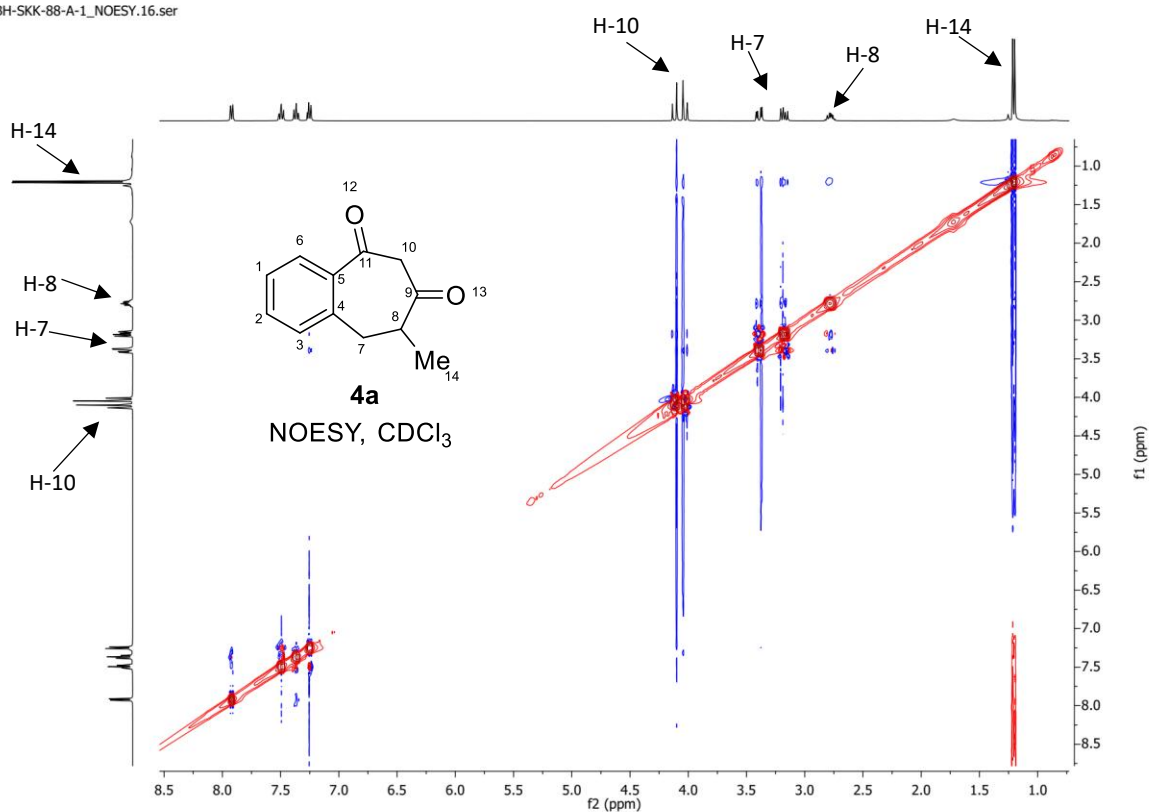 3H-SKK-88-A-1_NOESY.16.ser
H-10
H-7
H-8
H-14
H-14
H-8
H-7
H-10
12
O
6
10
1
11
5
9
O
13
2
4
8
3
7
Me
14
4a
NOESY, CDCl₃
1.0
1.5
2.0
2.5
3.0
3.5
4.0
4.5
5.0
5.5
6.0
6.5
7.0
7.5
8.0
8.5
f1 (ppm)
8.5 8.0 7.5 7.0 6.5 6.0 5.5 5.0 4.5 4.0 3.5 3.0 2.5 2.0 1.5 1.0
f2 (ppm)